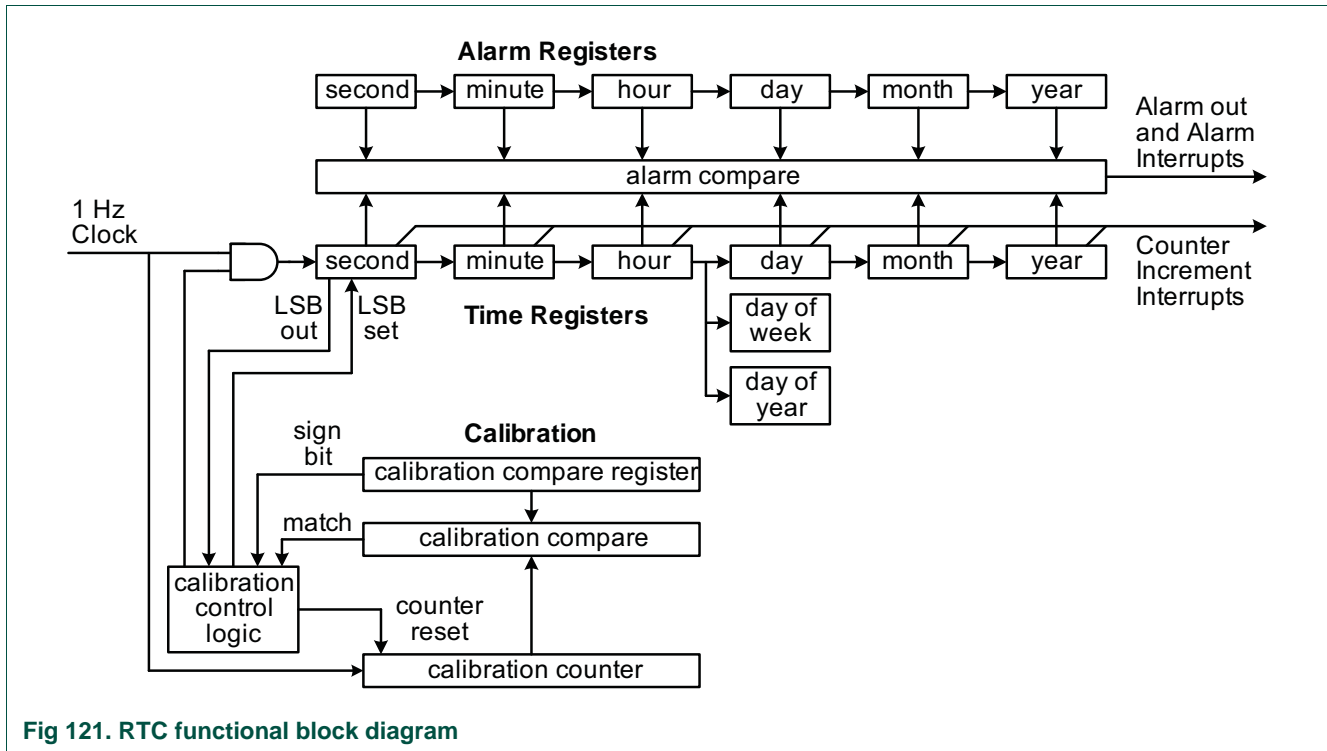 Alarm Registers
second minute hour day month year
Alarm out
and Alarm
Interrupts
alarm compare
1 Hz
Clock
second minute hour day month year
Counter
Increment
Interrupts
LSB
out
LSB
set
Time Registers
day of
week
day of
year
Calibration
sign
bit
calibration compare register
match
calibration compare
calibration
control
logic
counter
reset
calibration counter
Fig 121. RTC functional block diagram